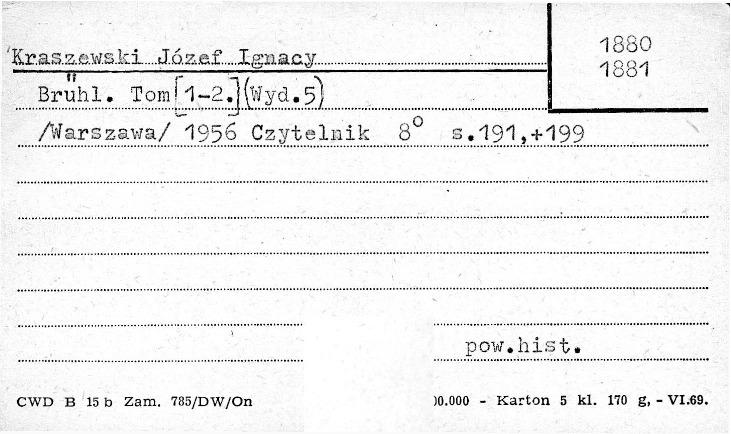 1880
1881
Kraszewski Józef Ignacy
Brühl. Tom [1-2.] (Wyd.5)
/Warszawa/ 1956 Czytelnik 8° s.191,+199
pow.hist.
CWD B 15 b Zam. 785/DW/On
00.000 - Karton 5 kl. 170 g, - VI.69.